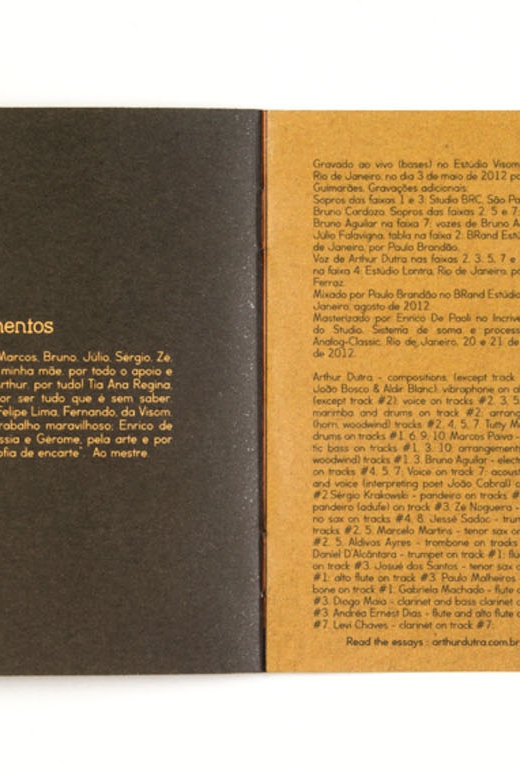 mentos
Marcos, Bruno, Júlio, Sérgio, Zé,
minha mãe, por todo o apoio e
Arthur, por tudo! Tia Ana Regina,
por ser tudo que é sem saber.
Felipe Lima, Fernando, da Visom,
trabalho maravilhoso; Enrico de
ssia e Gérome, pela arte e por
ofia de encarte". Ao mestre.
Gravado ao vivo (bases) no Estúdio Visom
Rio de Janeiro, no dia 3 de maio de 2012 po
Guimarães. Gravações adicionais:
Sopros das faixas 1 e 3: Studio BRC, São Pa
Bruno Cardozo. Sopros das faixas 2, 5 e 7;
Bruno Aguilar na faixa 7; vozes de Bruno A
Júlio Falavigna, tabla na faixa 2: BRand Estú
de Janeiro, por Paulo Brandão.
Voz de Arthur Dutra nas faixas 2, 3, 5, 7 e
na faixa 4: Estúdio Lontra, Rio de Janeiro, po
Ferraz.
Mixado por Paulo Brandão no BRand Estúdio
Janeiro, agosto de 2012.
Masterizado por Enrico De Paoli no Incríve
do Studio. Sistema de soma e process
Analog-Classic. Rio de Janeiro, 20 e 21 de
de 2012.
Arthur Dutra - compositions, (except track
João Bosco & Aldir Blanc), vibraphone on a
(except track #2); voice on tracks #2, 3, 5
marimba and drums on track #2; arrang
(horn, woodwind) tracks #2, 4, 5, 7. Tutty M
drums on tracks #1, 6, 9, 10. Marcos Paiva -
tic bass on tracks #1, 3, 10; arrangements
woodwind) tracks #1, 3. Bruno Aguilar - elect
on tracks #4, 5, 7; Voice on track 7; acoust
and voice (interpreting poet João Cabral) o
#2.Sérgio Krakowski - pandeiro on tracks #
pandeiro (adufe) on track #3. Zé Nogueira -
no sax on tracks #4, 8. Jessé Sadoc - trum
tracks #2, 5. Marcelo Martins - tenor sax on
#2, 5. Aldivas Ayres - trombone on tracks
Daniel D'Alcântara - trumpet on track #1; flu
on track #3. Josué dos Santos - tenor sax o
#1; alto flute on track #3. Paulo Malheiros
bone on track #1. Gabriela Machado - flute o
#3. Diogo Maia - clarinet and bass clarinet o
#3. Andréa Ernest Dias - flute and alto flute o
#7. Levi Chaves - clarinet on track #7;
Read the essays : arthurdutra.com.br